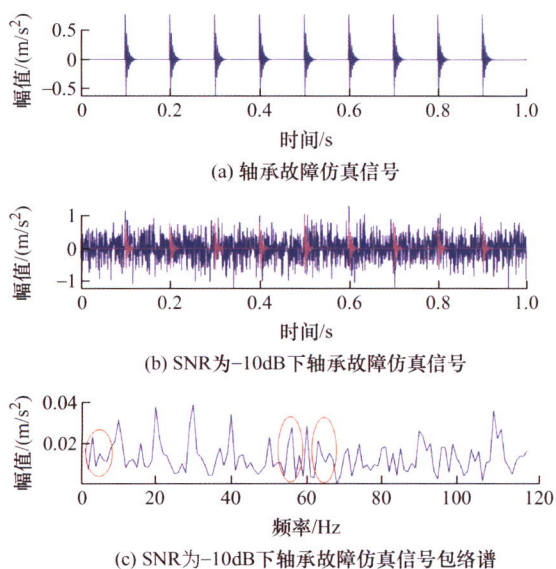 幅值/(m/s²)
0.5
0
−0.5
0 0.2 0.4 0.6 0.8 1.0
时间/s
(a) 轴承故障仿真信号
幅值/(m/s²)
1
0
−1
0 0.2 0.4 0.6 0.8 1.0
时间/s
(b) SNR为−10dB下轴承故障仿真信号
幅值/(m/s²)
0.04
0.02
0 20 40 60 80 100 120
频率/Hz
(c) SNR为−10dB下轴承故障仿真信号包络谱